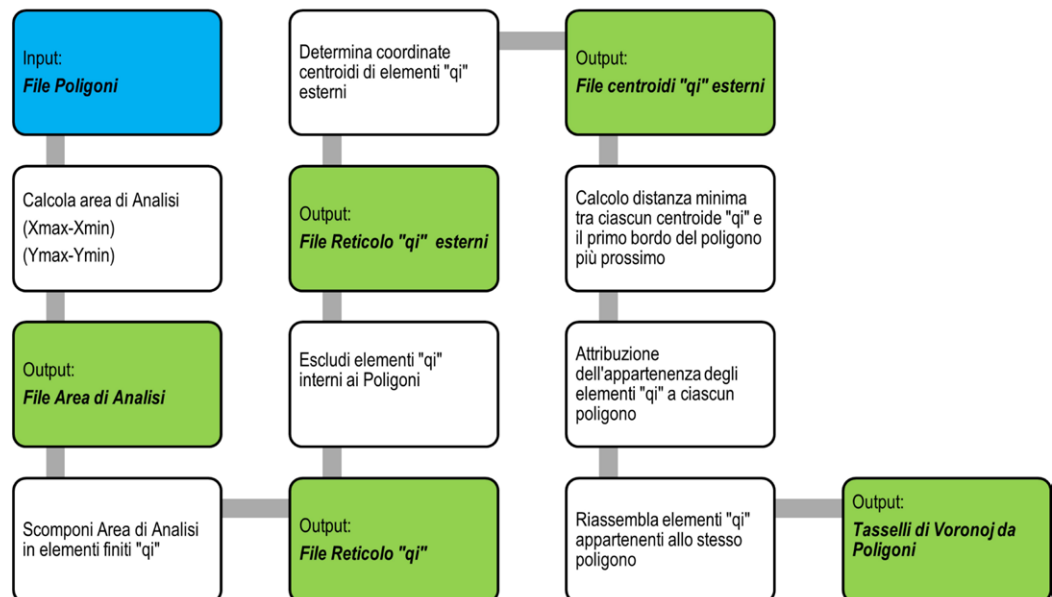 Input:
File Poligoni
Calcola area di Analisi
(Xmax-Xmin)
(Ymax-Ymin)
Output:
File Area di Analisi
Scomponi Area di Analisi
in elementi finiti "qi"
Output:
File Reticolo "qi"
Escludi elementi "qi"
interni ai Poligoni
Output:
File Reticolo "qi" esterni
Determina coordinate
centroidi di elementi "qi"
esterni
Output:
File centroidi "qi" esterni
Calcolo distanza minima
tra ciascun centroide "qi" e
il primo bordo del poligono
più prossimo
Attribuzione
dell'appartenenza degli
elementi "qi" a ciascun
poligono
Riassembla elementi "qi"
appartenenti allo stesso
poligono
Output:
Tasselli di Voronoj da
Poligoni